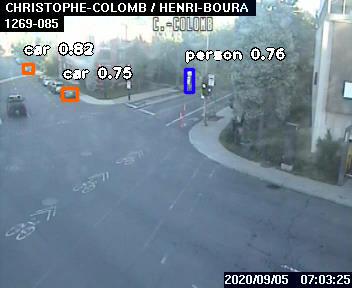 CHRISTOPHE-COLOMB / HENRI-BOURA
1269-085
C.-COLOMB
car 0.82
person 0.76
car 0.75
2020/09/05 07:03:25